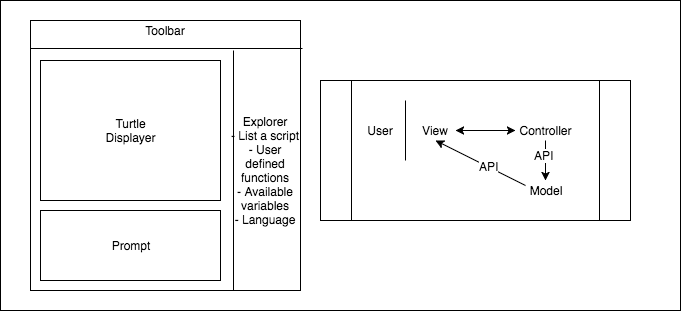 Toolbar
Turtle
Displayer
Prompt
Explorer
- List a script
- User
defined
functions
- Available
variables
- Language
User
View
Controller
API
API
Model